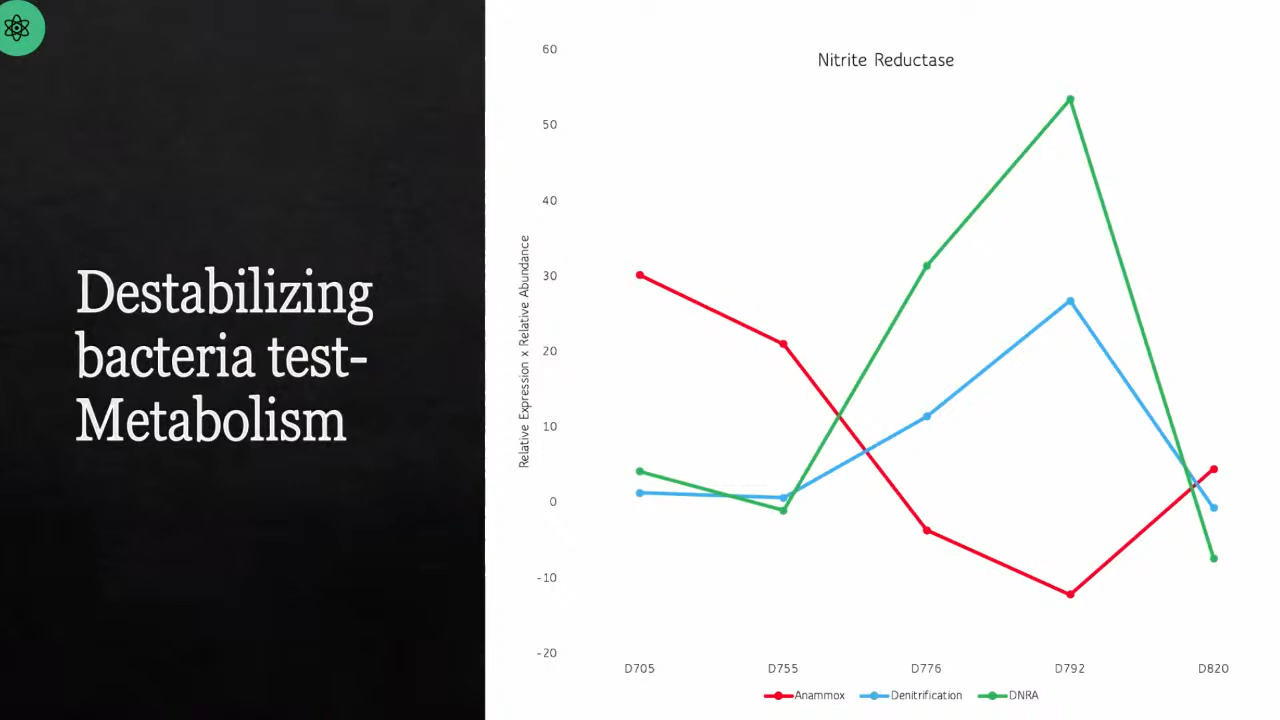 Destabilizing
bacteria test-
Metabolism
Nitrite Reductase
Relative Expression x Relative Abundance
60
50
40
30
20
10
0
-10
-20
D705 D755 D776 D792 D820
Anammox Denitrification DNRA